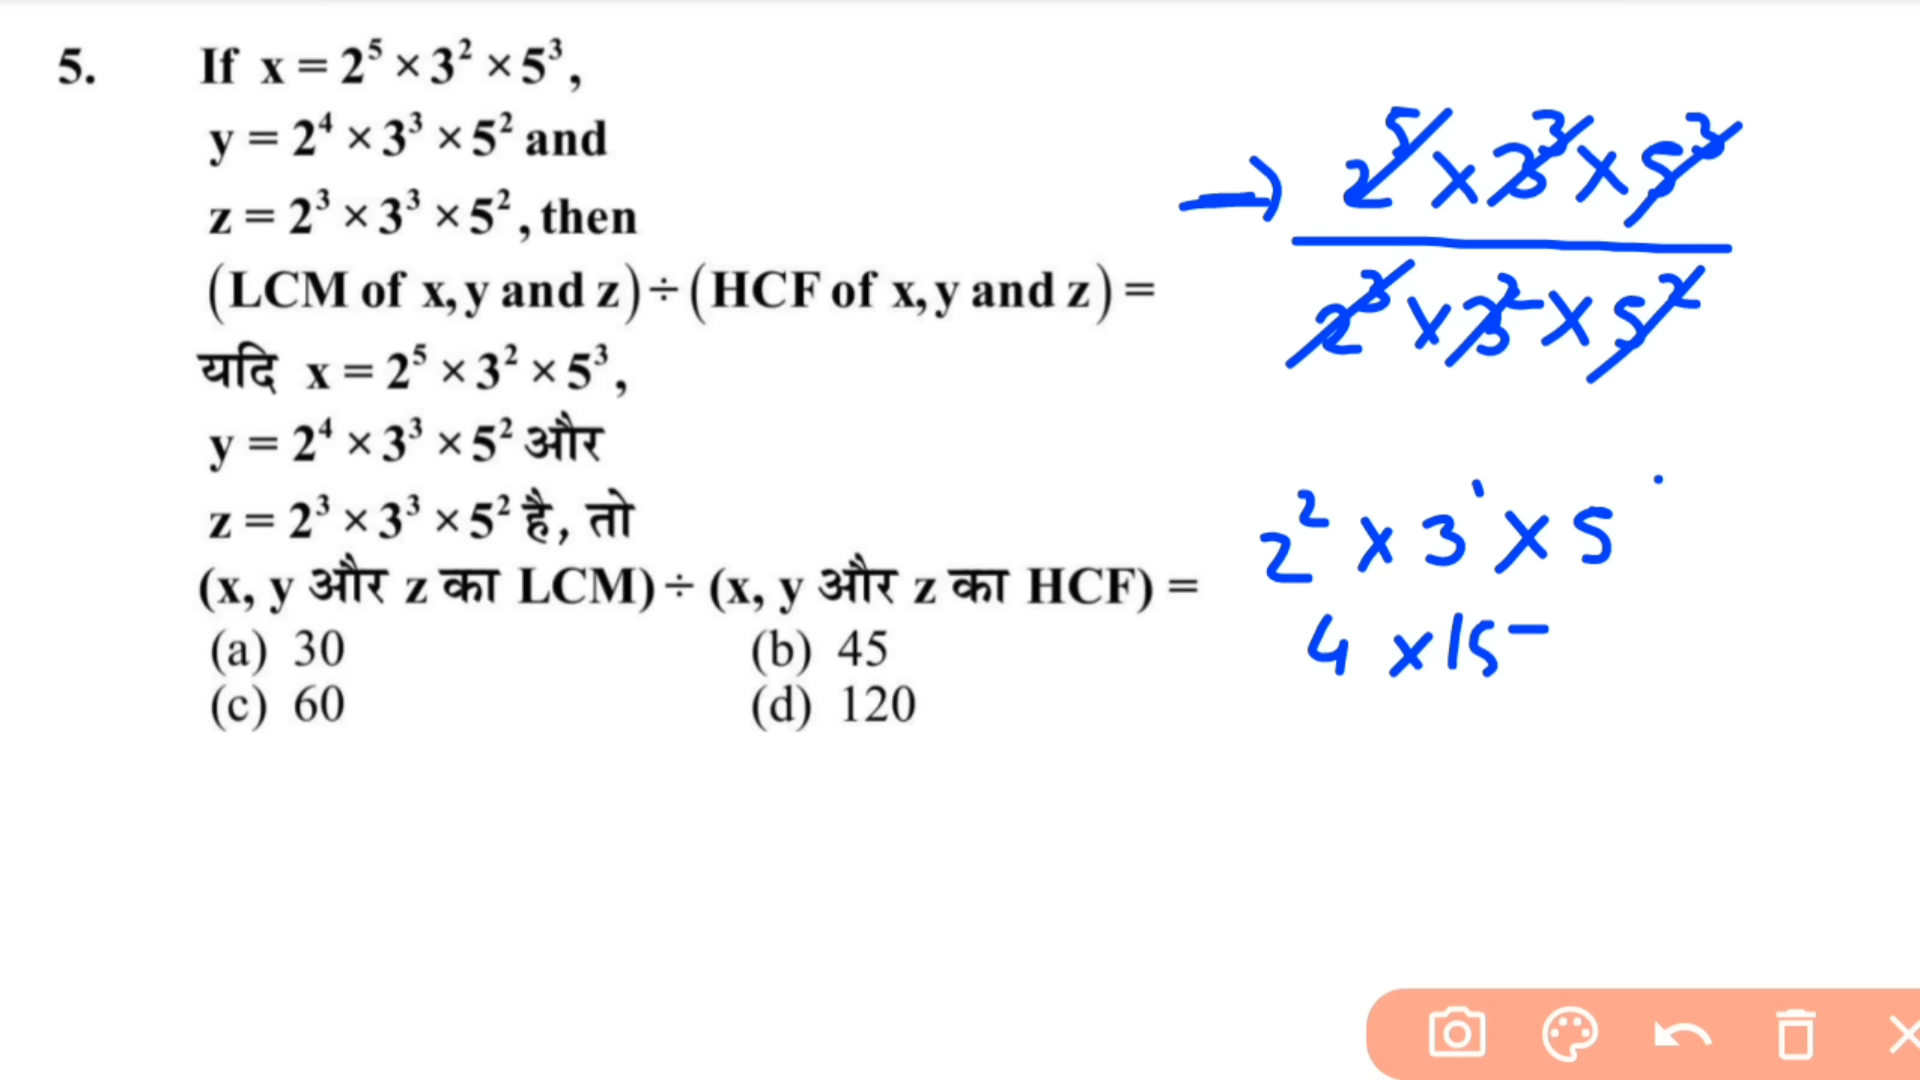 5. If x = 2⁵ × 3² × 5³,
y = 2⁴ × 3³ × 5² and
z = 2³ × 3³ × 5², then
(LCM of x, y and z) ÷ (HCF of x, y and z) =
यदि x = 2⁵ × 3² × 5³,
y = 2⁴ × 3³ × 5² और
z = 2³ × 3³ × 5² है, तो
(x, y और z का LCM) ÷ (x, y और z का HCF) =
(a) 30 (b) 45
(c) 60 (d) 120
→ 2⁵ × 3³ × 5³
2³ × 3² × 5²
2² × 3¹ × 5
4 × 15 –